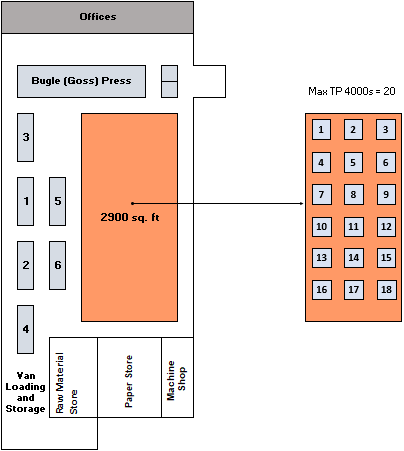 Offices
Bugle (Goss) Press
Max TP 4000s = 20
3
1
5
2
6
4
2900 sq. ft
1 2 3
4 5 6
7 8 9
10 11 12
13 14 15
16 17 18
Van
Loading
and
Storage
Raw Material
Store
Paper Store
Machine
Shop